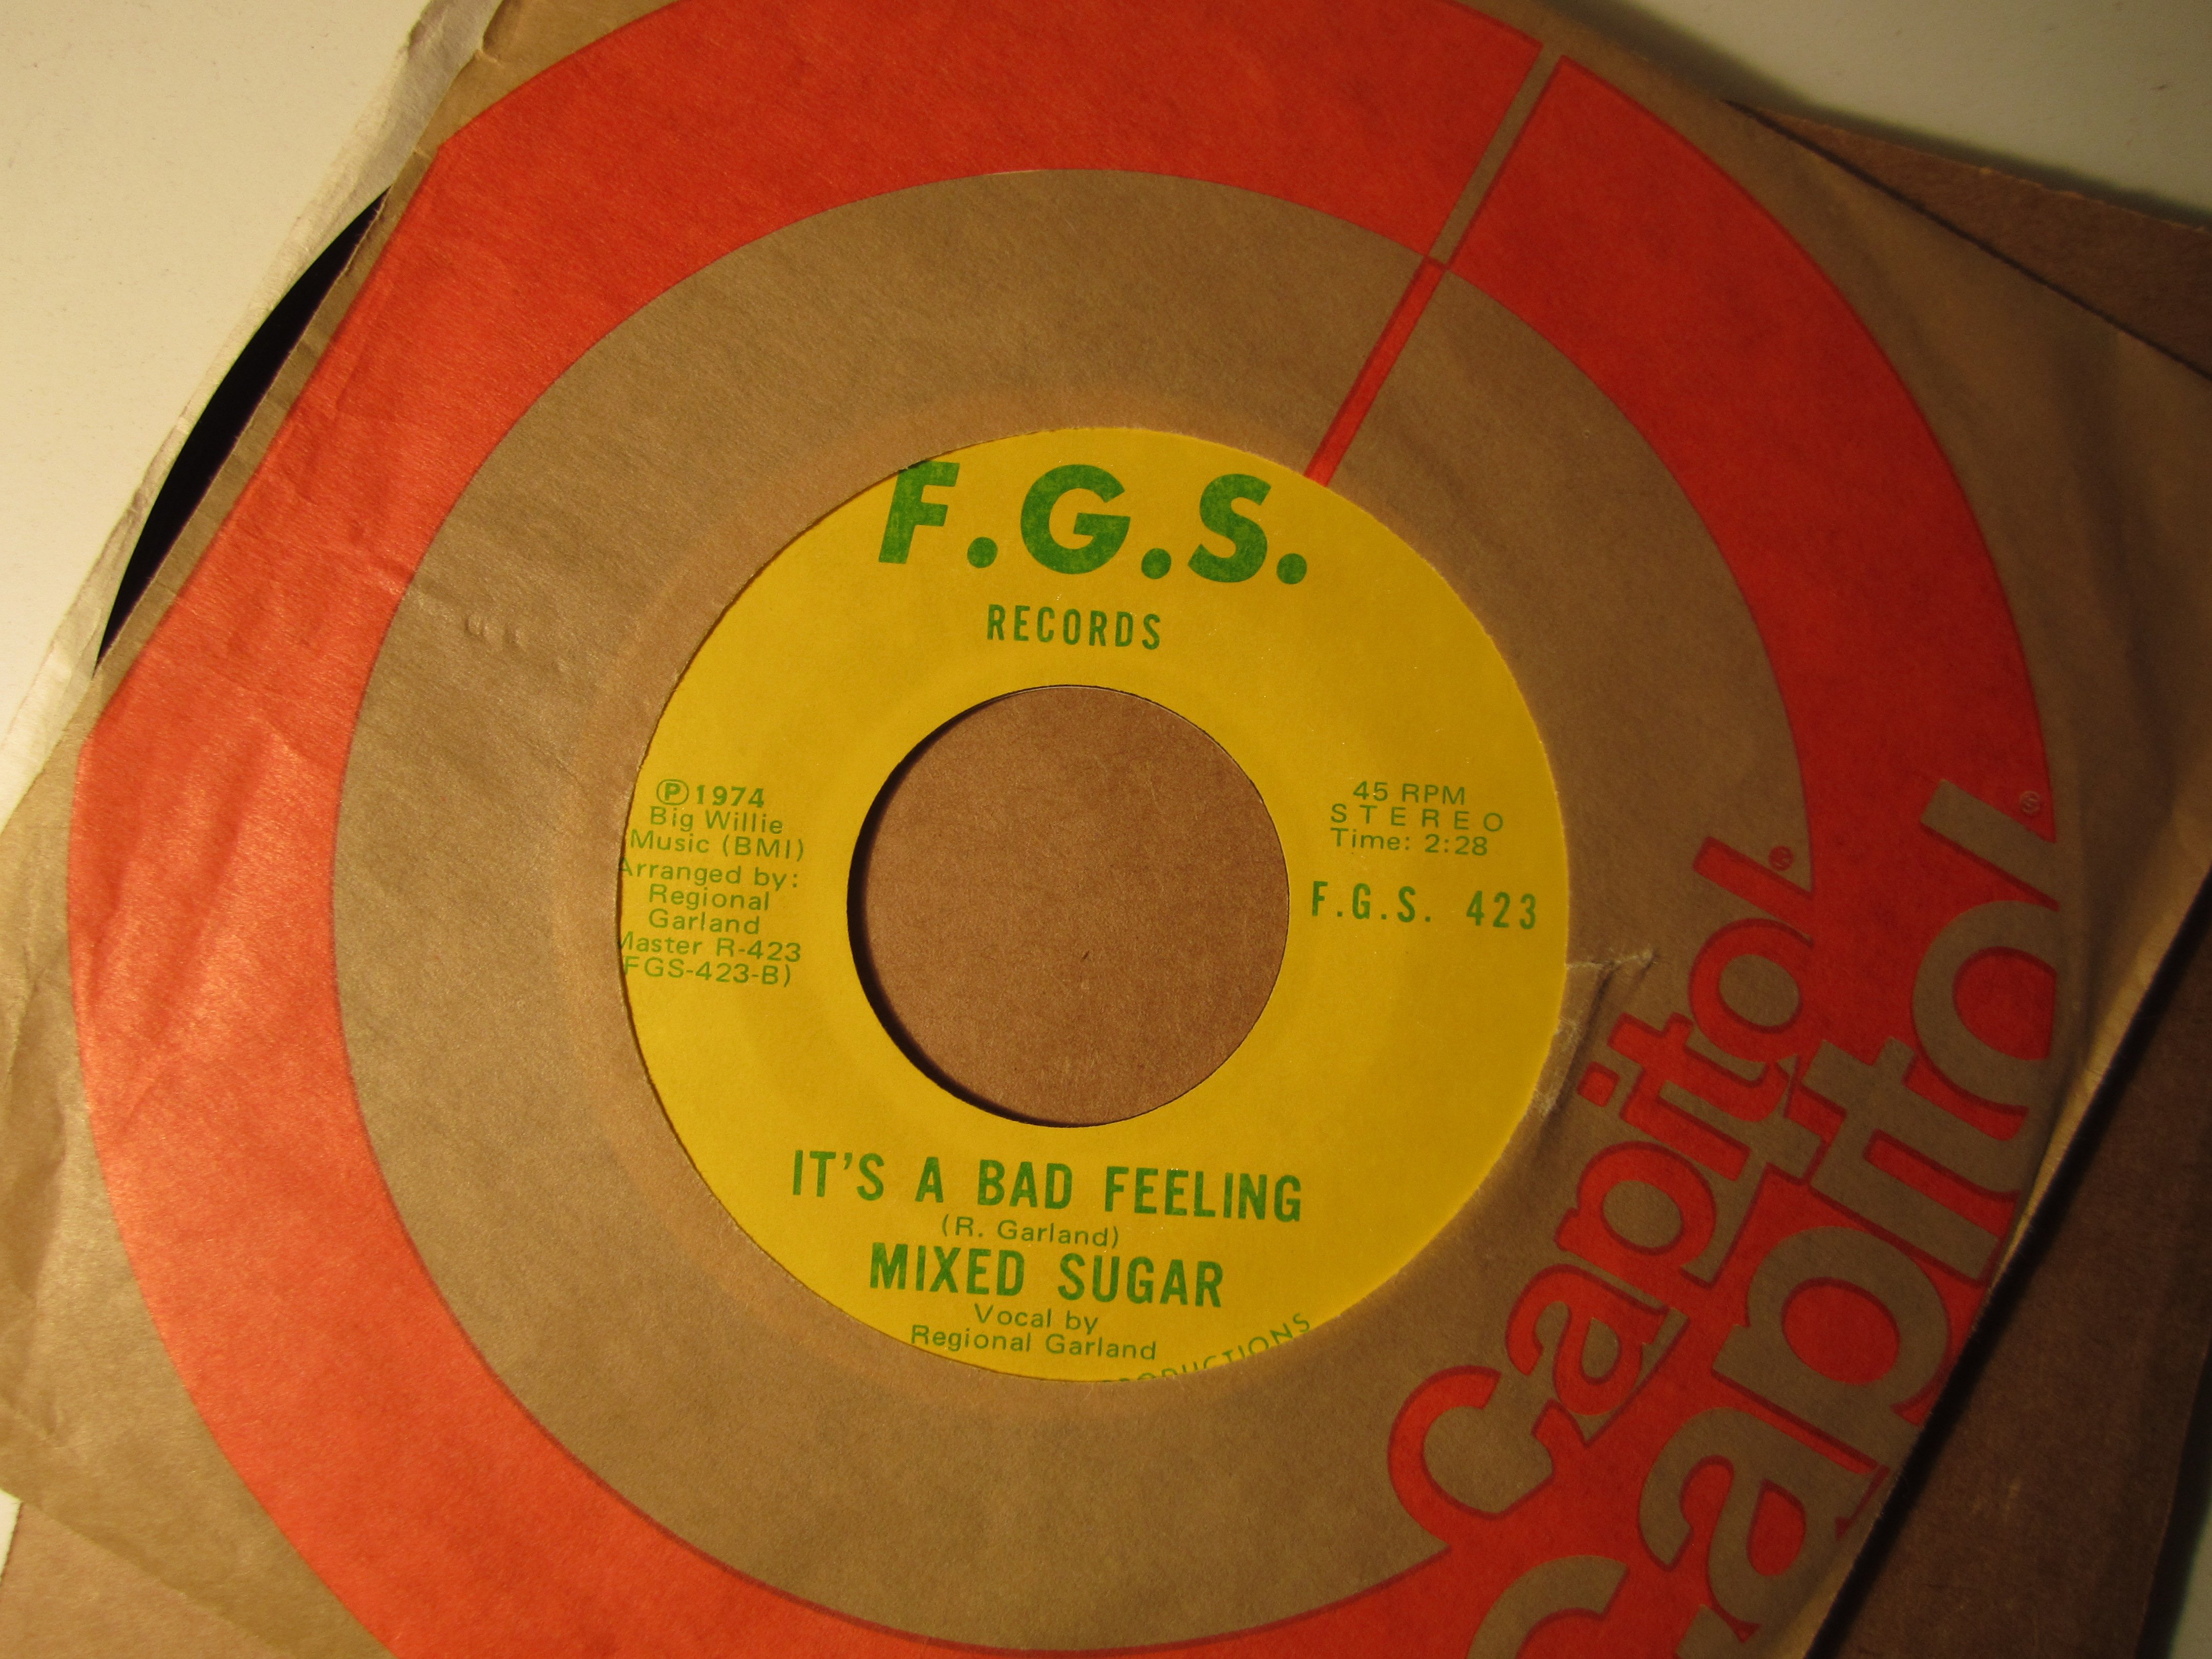 F.G.S.
RECORDS
Ⓟ1974
Big Willie
Music (BMI)
Arranged by:
Regional
Garland
Master R-423
(FGS-423-B)
45 RPM
STEREO
Time: 2:28
F.G.S. 423
IT'S A BAD FEELING
(R. Garland)
MIXED SUGAR
Vocal by
Regional Garland
Capitol®
Capitol®